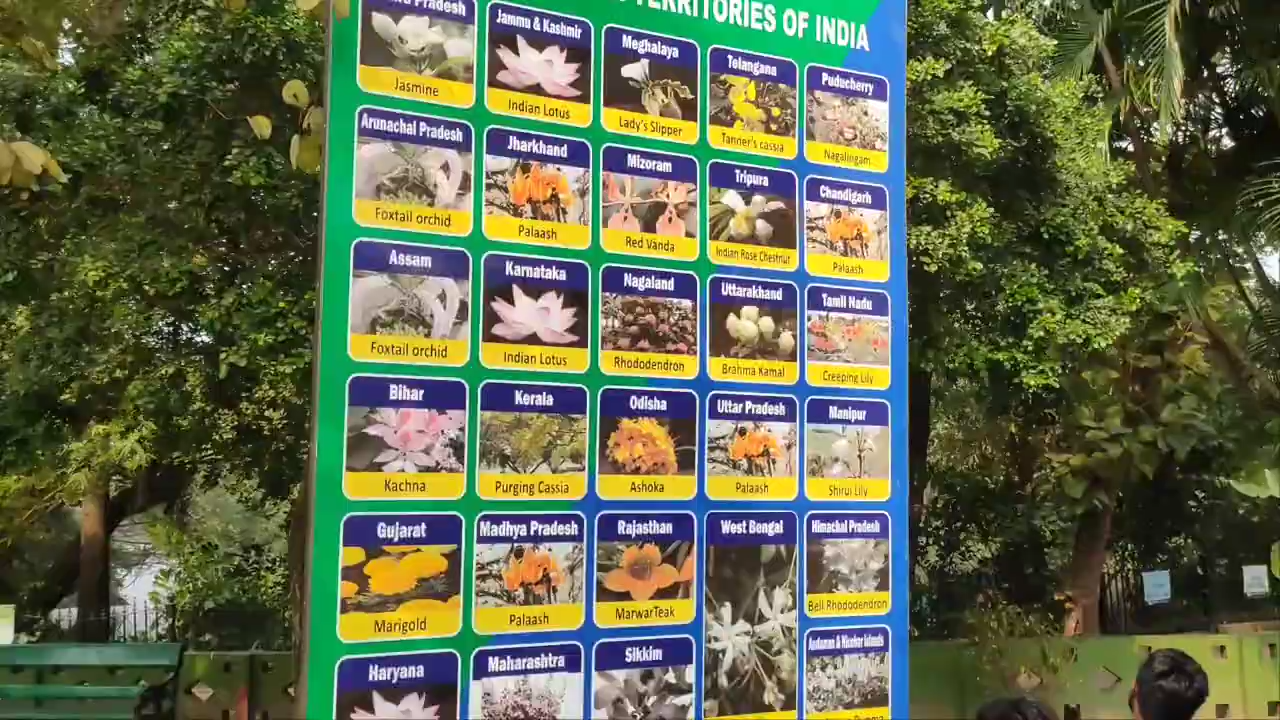 TERRITORIES OF INDIA
Pradesh
Jasmine
Jammu & Kashmir
Indian Lotus
Meghalaya
Lady's Slipper
Telangana
Tanner's cassia
Puducherry
Nagalingam
Arunachal Pradesh
Foxtail orchid
Jharkhand
Palaash
Mizoram
Red Vanda
Tripura
Indian Rose Chestnut
Chandigarh
Palaash
Assam
Foxtail orchid
Karnataka
Indian Lotus
Nagaland
Rhododendron
Uttarakhand
Brahma Kamal
Tamil Nadu
Creeping Lily
Bihar
Kachna
Kerala
Purging Cassia
Odisha
Ashoka
Uttar Pradesh
Palaash
Manipur
Shirui Lily
Gujarat
Marigold
Madhya Pradesh
Palaash
Rajasthan
MarwarTeak
West Bengal
Himachal Pradesh
Bell Rhododendron
Haryana
Maharashtra
Sikkim
Andaman & Nicobar Islands